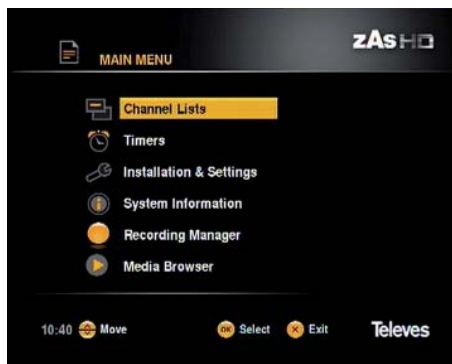 zAs HD
MAIN MENU
Channel Lists
Timers
Installation & Settings
System Information
Recording Manager
Media Browser
10:40 Move OK Select X Exit Televes